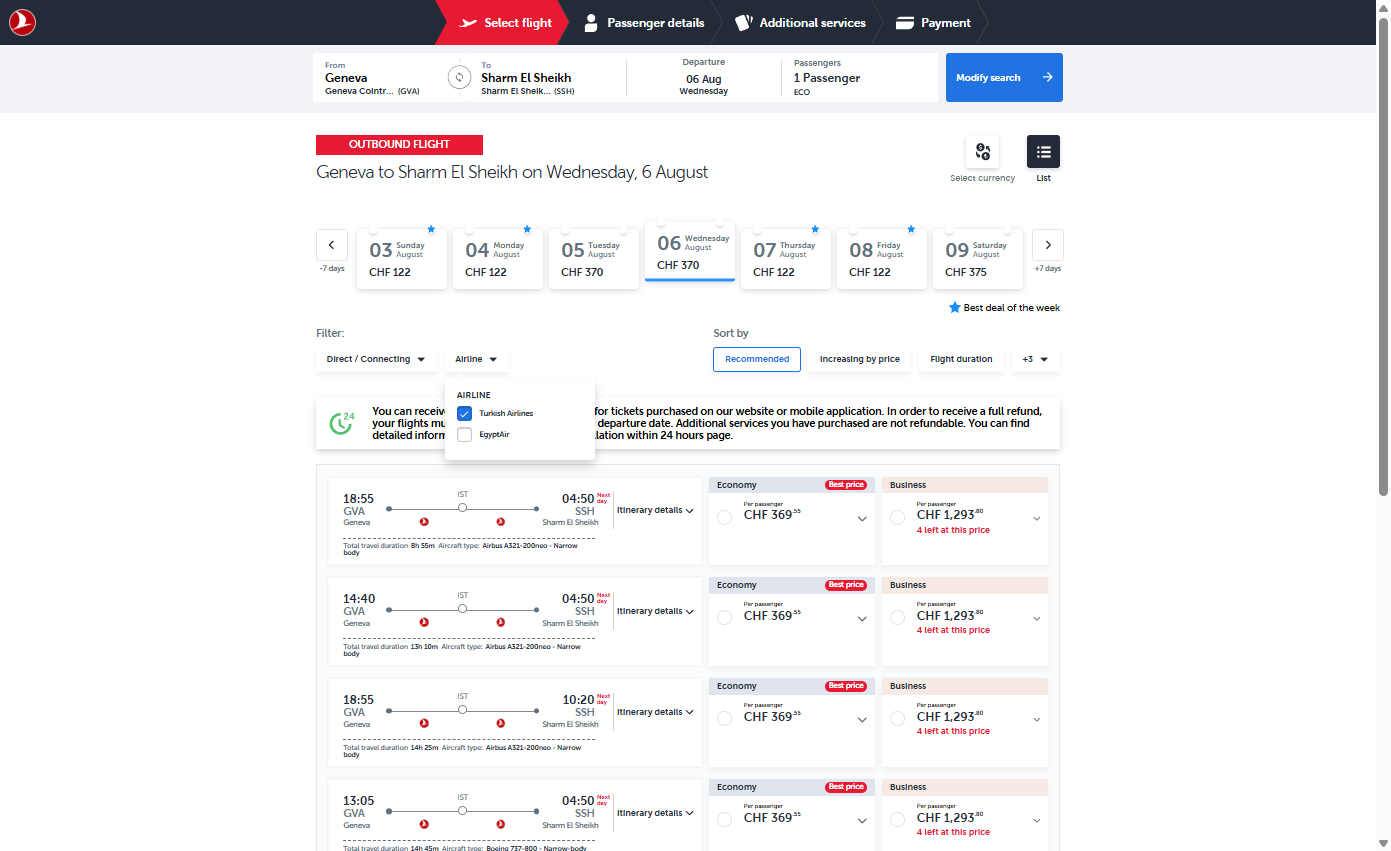 Select flight
Passenger details
Additional services
Payment
From
Geneva
Geneva Cointr... (GVA)
To
Sharm El Sheikh
Sharm El Sheik... (SSH)
Departure
06 Aug
Wednesday
Passengers
1 Passenger
ECO
Modify search
OUTBOUND FLIGHT
Geneva to Sharm El Sheikh on Wednesday, 6 August
Select currency
List
-7 days
03 Sunday August
CHF 122
04 Monday August
CHF 122
05 Tuesday August
CHF 370
06 Wednesday August
CHF 370
07 Thursday August
CHF 122
08 Friday August
CHF 122
09 Saturday August
CHF 375
+7 days
Best deal of the week
Filter:
Direct / Connecting
Airline
Sort by
Recommended
Increasing by price
Flight duration
+3
AIRLINE
Turkish Airlines
EgyptAir
24
You can receiv for tickets purchased on our website or mobile application. In order to receive a full refund,
your flights mu departure date. Additional services you have purchased are not refundable. You can find
detailed inform lation within 24 hours page.
18:55
GVA
Geneva
IST
04:50 Next day
SSH
Sharm El Sheikh
Itinerary details
Total travel duration 8h 55m Aircraft type: Airbus A321-200neo - Narrow
body
Economy
Best price
Per passenger
CHF 369.55
Business
Per passenger
CHF 1,293.80
4 left at this price
14:40
GVA
Geneva
IST
04:50 Next day
SSH
Sharm El Sheikh
Itinerary details
Total travel duration 13h 10m Aircraft type: Airbus A321-200neo - Narrow
body
Economy
Best price
Per passenger
CHF 369.55
Business
Per passenger
CHF 1,293.80
4 left at this price
18:55
GVA
Geneva
IST
10:20 Next day
SSH
Sharm El Sheikh
Itinerary details
Total travel duration 14h 25m Aircraft type: Airbus A321-200neo - Narrow
body
Economy
Best price
Per passenger
CHF 369.55
Business
Per passenger
CHF 1,293.80
4 left at this price
13:05
GVA
Geneva
IST
04:50 Next day
SSH
Sharm El Sheikh
Itinerary details
Total travel duration 14h 45m Aircraft type: Boeing 737-800 - Narrow-body
Economy
Best price
Per passenger
CHF 369.55
Business
Per passenger
CHF 1,293.80
4 left at this price